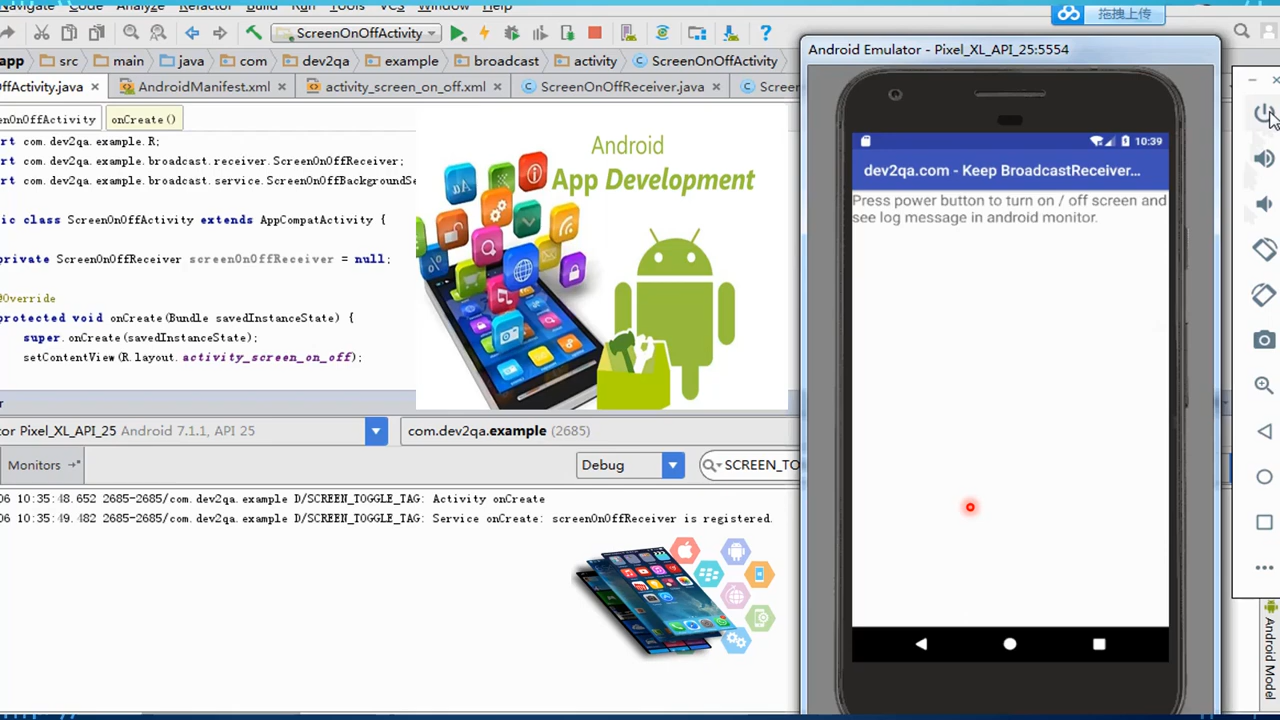 Navigate Code Analyze Refactor Build Run Tools VCS Window Help
拖拽上传
ScreenOnOffActivity
app src main java com dev2qa example broadcast activity ScreenOnOffActivity
OffActivity.java AndroidManifest.xml activity_screen_on_off.xml ScreenOnOffReceiver.java Screen
enOnOffActivity onCreate()
rt com.dev2qa.example.R;
rt com.dev2qa.example.broadcast.receiver.ScreenOnOffReceiver;
rt com.dev2qa.example.broadcast.service.ScreenOnOffBackgroundSe
ic class ScreenOnOffActivity extends AppCompatActivity {
private ScreenOnOffReceiver screenOnOffReceiver = null;
@Override
protected void onCreate(Bundle savedInstanceState) {
super.onCreate(savedInstanceState);
setContentView(R.layout.activity_screen_on_off);
Android
App Development
tor Pixel_XL_API_25 Android 7.1.1, API 25
com.dev2qa.example (2685)
Monitors
Debug
SCREEN_TO
06 10:35:48.652 2685-2685/com.dev2qa.example D/SCREEN_TOGGLE_TAG: Activity onCreate
06 10:35:49.482 2685-2685/com.dev2qa.example D/SCREEN_TOGGLE_TAG: Service onCreate: screenOnOffReceiver is registered.
Android Emulator - Pixel_XL_API_25:5554
10:39
dev2qa.com - Keep BroadcastReceiver...
Press power button to turn on / off screen and
see log message in android monitor.
Android Model